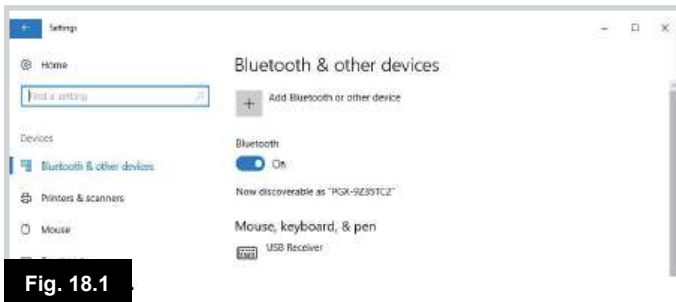 Settings
Home
Find a setting
Devices
Bluetooth & other devices
Printers & scanners
Mouse
Bluetooth & other devices
Add Bluetooth or other device
Bluetooth
On
Now discoverable as "PGX-9235TC2"
Mouse, keyboard, & pen
USB Receiver
Fig. 18.1